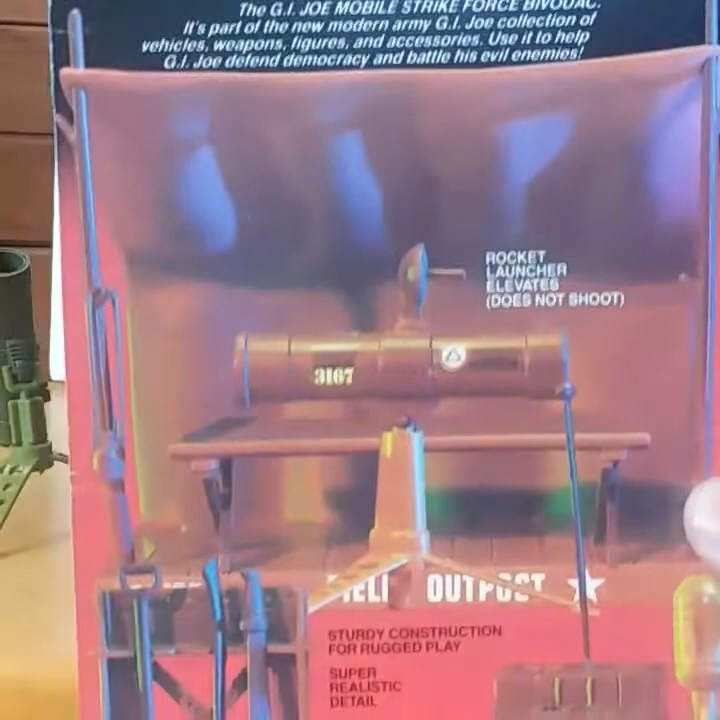 The G.I. JOE MOBILE STRIKE FORCE BIVOUAC.
It's part of the new modern army G.I. Joe collection of
vehicles, weapons, figures, and accessories. Use it to help
G.I. Joe defend democracy and battle his evil enemies!
ROCKET
LAUNCHER
ELEVATES
(DOES NOT SHOOT)
3167
OUTPOST
STURDY CONSTRUCTION
FOR RUGGED PLAY
SUPER
REALISTIC
DETAIL